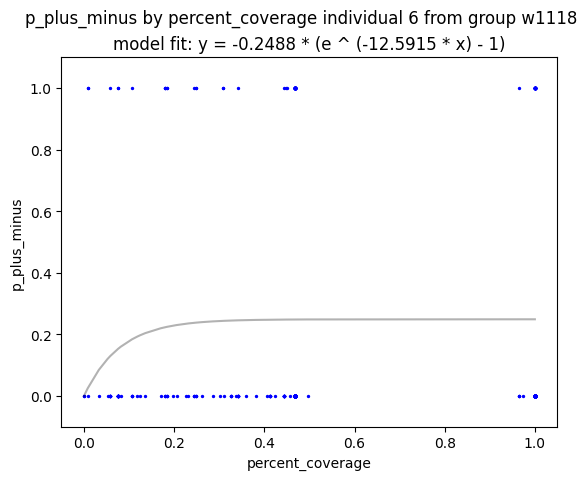 p_plus_minus by percent_coverage individual 6 from group w1118
model fit: y = -0.2488 * (e ^ (-12.5915 * x) - 1)
1.0
0.8
0.6
0.4
0.2
0.0
p_plus_minus
0.0 0.2 0.4 0.6 0.8 1.0
percent_coverage